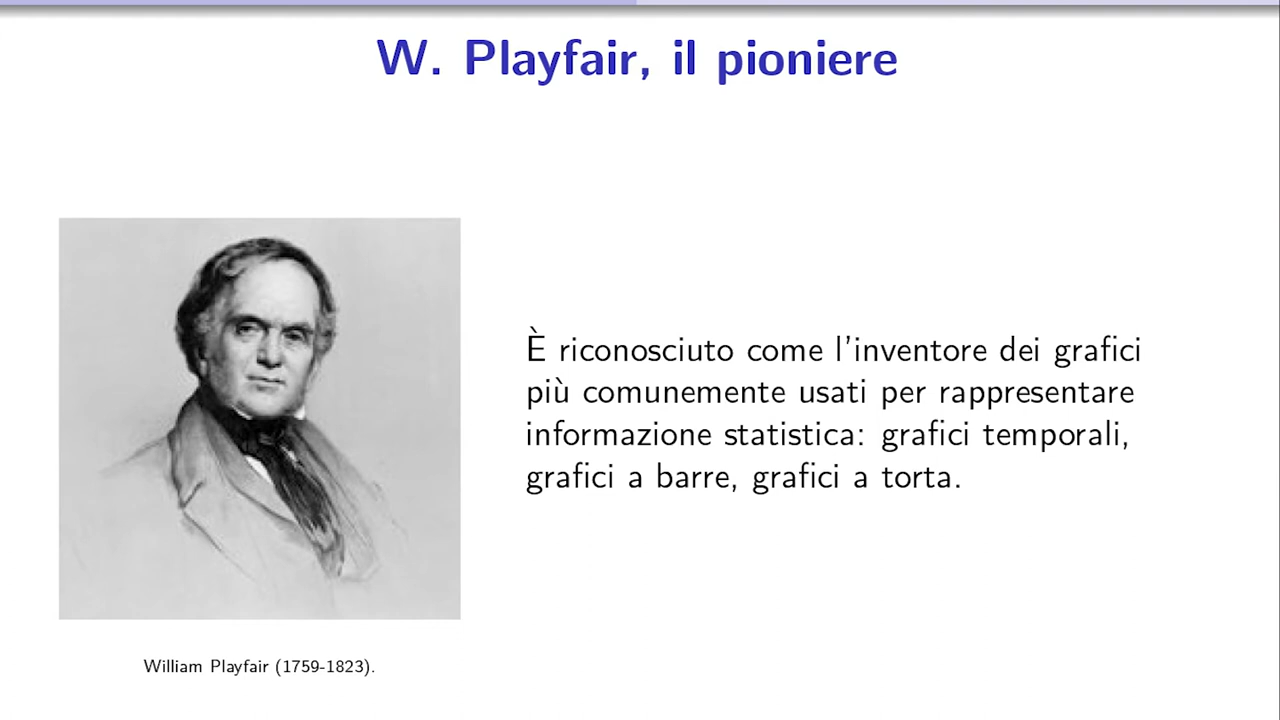 W. Playfair, il pioniere
È riconosciuto come l'inventore dei grafici
più comunemente usati per rappresentare
informazione statistica: grafici temporali,
grafici a barre, grafici a torta.
William Playfair (1759-1823).